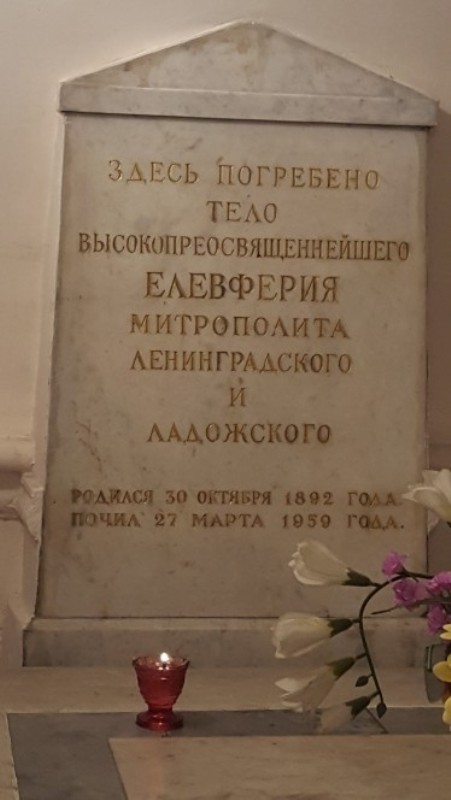 ЗДЕСЬ ПОГРЕБЕНО
ТЕЛО
ВЫСОКОПРЕОСВЯЩЕННЕЙШЕГО
ЕЛЕВФЕРИЯ
МИТРОПОЛИТА
ЛЕНИНГРАДСКОГО
И
ЛАДОЖСКОГО
РОДИЛСЯ 30 ОКТЯБРЯ 1892 ГОДА.
ПОЧИЛ 27 МАРТА 1959 ГОДА.